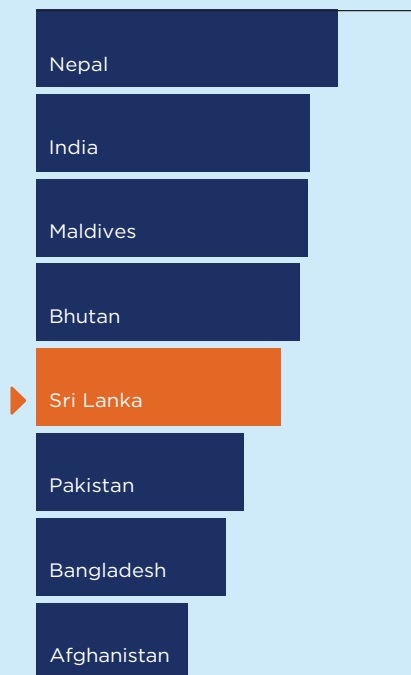 Nepal
India
Maldives
Bhutan
Sri Lanka
Pakistan
Bangladesh
Afghanistan